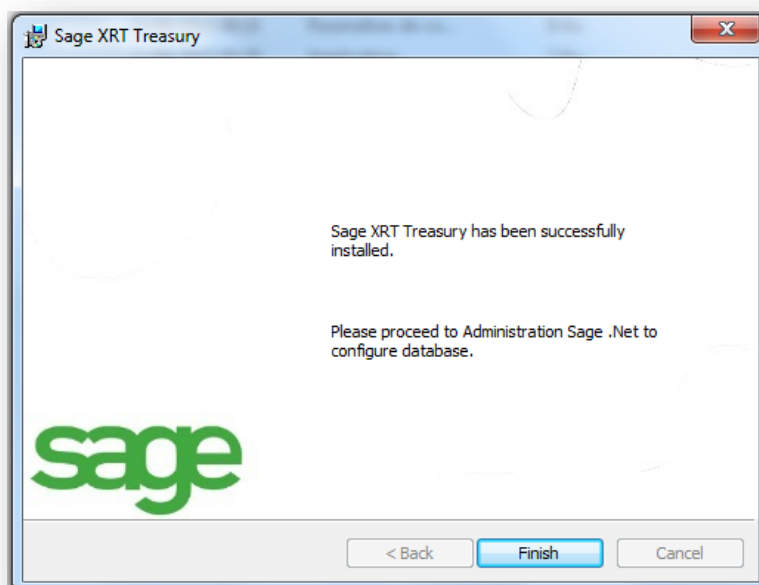 Sage XRT Treasury
Sage XRT Treasury has been successfully
installed.
Please proceed to Administration Sage .Net to
configure database.
sage
< Back
Finish
Cancel